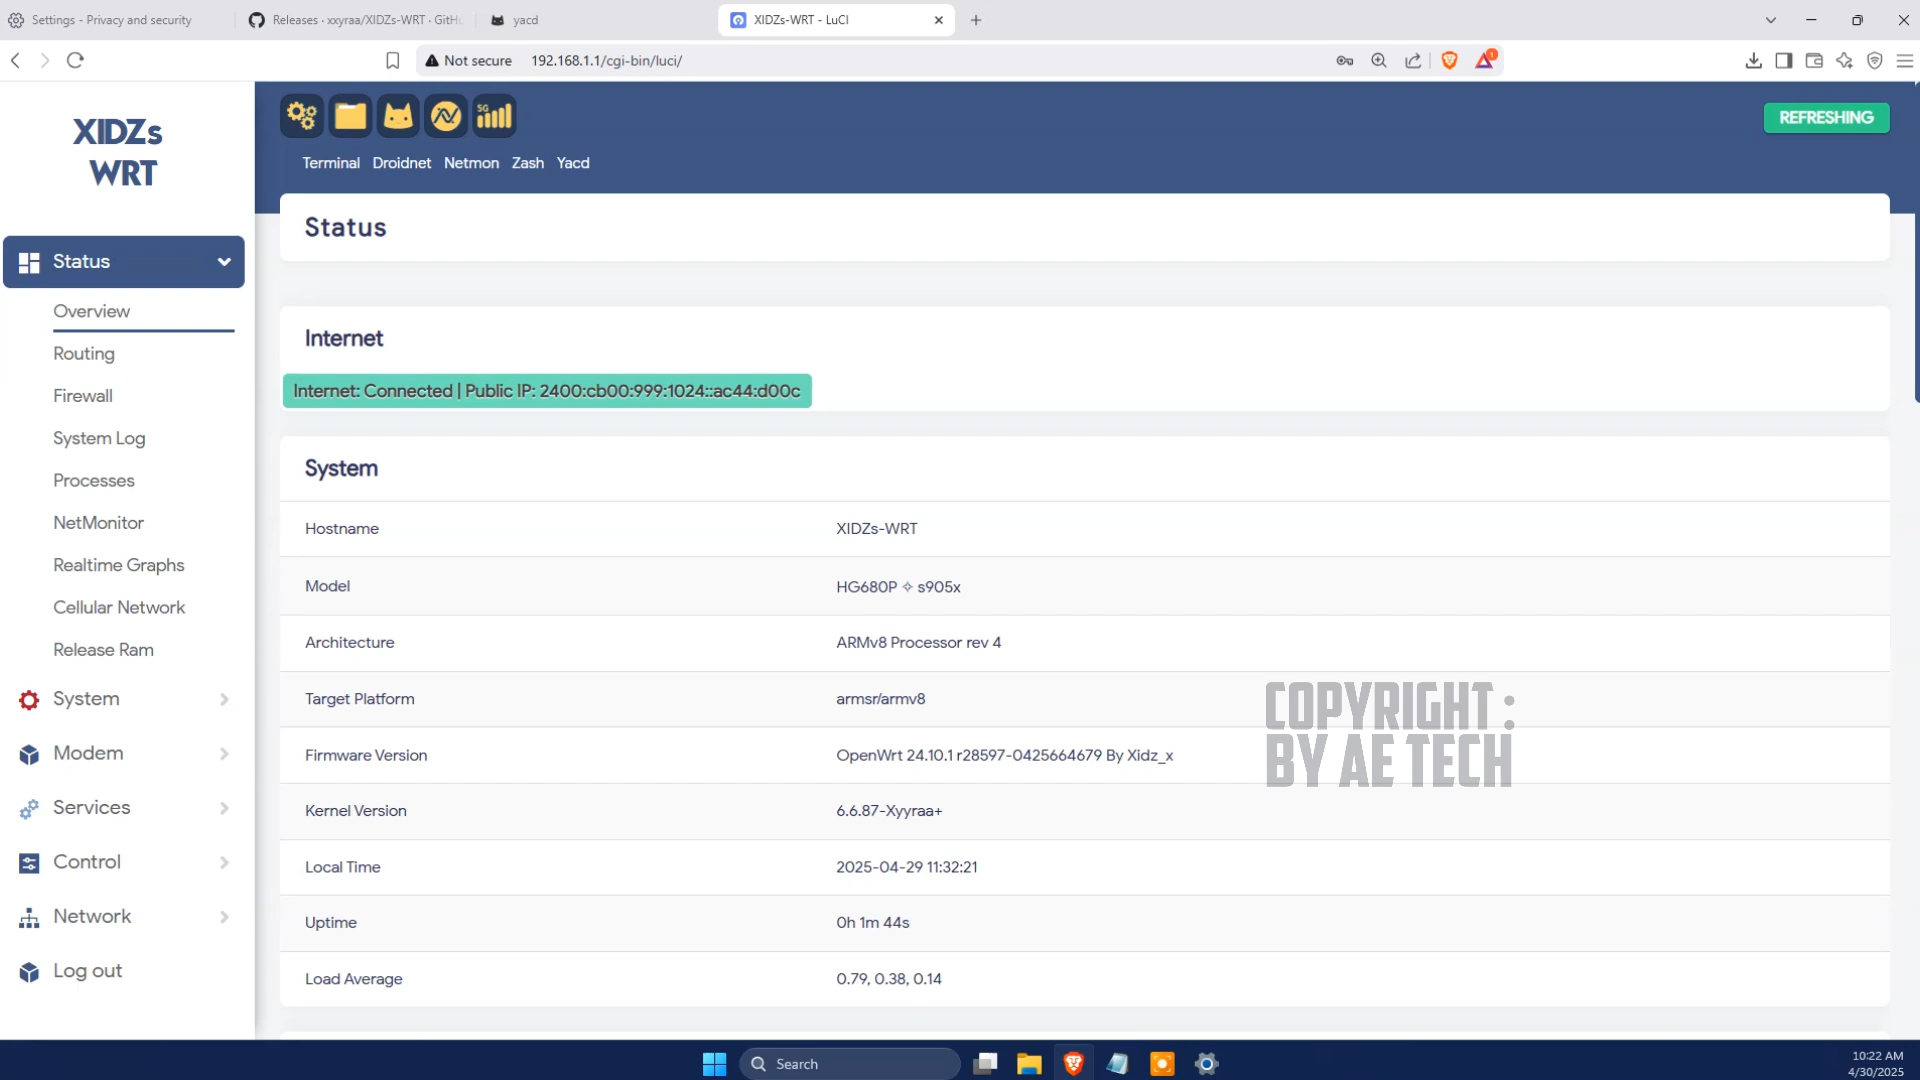 Settings - Privacy and security
Releases · xxyraa/XIDZs-WRT · GitHu
yacd
XIDZs-WRT - LuCI
Not secure
192.168.1.1/cgi-bin/luci/
1
XIDZs
WRT
5G
REFRESHING
Terminal Droidnet Netmon Zash Yacd
Status
Status
Overview
Routing
Firewall
System Log
Processes
NetMonitor
Realtime Graphs
Cellular Network
Release Ram
System
Modem
Services
Control
Network
Log out
Internet
Internet: Connected | Public IP: 2400:cb00:999:1024::ac44:d00c
System
Hostname XIDZs-WRT
Model HG680P ✧ s905x
Architecture ARMv8 Processor rev 4
Target Platform armsr/armv8
Firmware Version OpenWrt 24.10.1 r28597-0425664679 By Xidz_x
Kernel Version 6.6.87-Xyyraa+
Local Time 2025-04-29 11:32:21
Uptime 0h 1m 44s
Load Average 0.79, 0.38, 0.14
COPYRIGHT :
BY AE TECH
Search
10:22 AM
4/30/2025